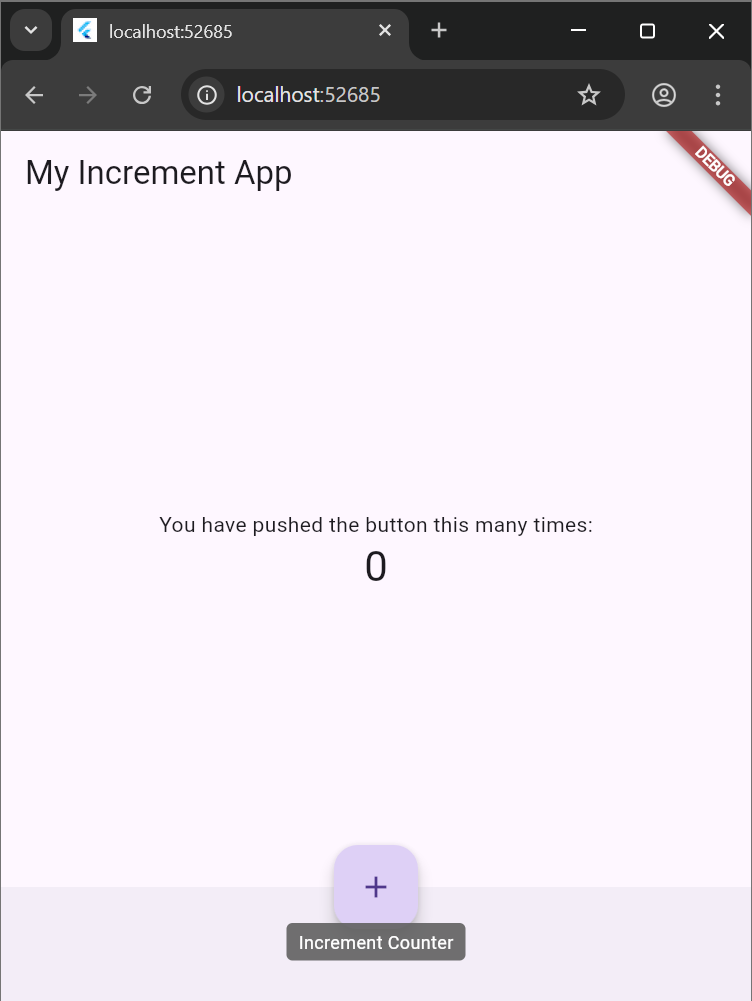 localhost:52685
localhost:52685
My Increment App
DEBUG
You have pushed the button this many times:
0
Increment Counter